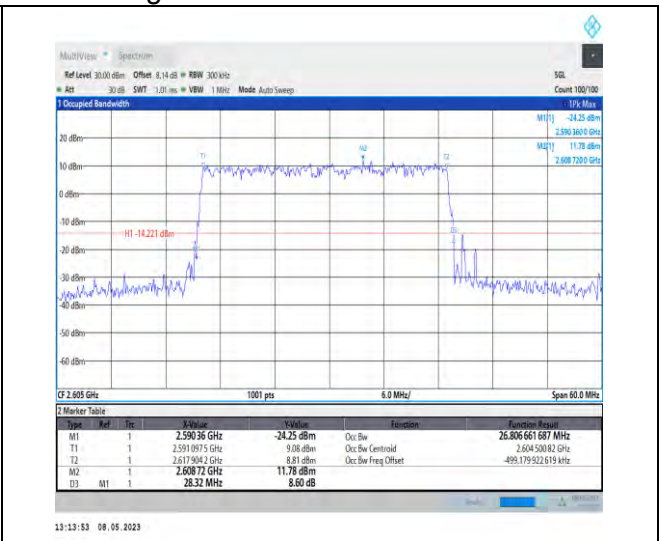 MultiView Spectrum
Ref Level 30.00 dBm Offset 8.14 dB RBW 300 kHz SGL
Att 30 dB SWT 1.01 ms VBW 1 MHz Mode Auto Sweep Count 100/100
1 Occupied Bandwidth 1Pk Max
M1[1] -24.25 dBm
2.590 3600 GHz
M2[1] 11.78 dBm
2.608 7200 GHz
20 dBm
T1 M2 T2
10 dBm
0 dBm
-10 dBm
H1 -14.221 dBm
-20 dBm
-30 dBm
-40 dBm
-50 dBm
-60 dBm
CF 2.605 GHz 1001 pts 6.0 MHz/ Span 60.0 MHz
2 Marker Table
Type Ref Trc X-Value Y-Value Function Function Result
M1 1 2.590 36 GHz -24.25 dBm Occ Bw 26.806 661 687 MHz
T1 1 2.591 097 5 GHz 9.08 dBm Occ Bw Centroid 2.604 500 82 GHz
T2 1 2.617 904 2 GHz 8.81 dBm Occ Bw Freq Offset -499.179 922 619 kHz
M2 1 2.608 72 GHz 11.78 dBm
D3 M1 1 28.32 MHz 8.60 dB
13:13:53 08.05.2023